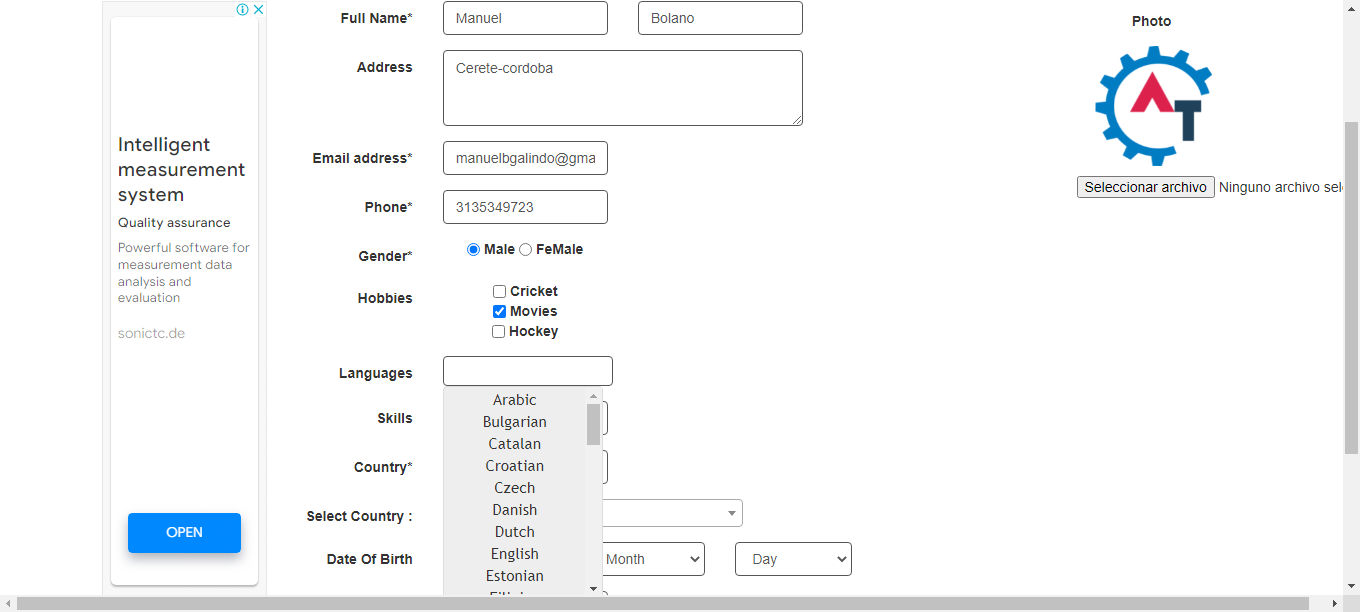 Full Name*
Manuel
Bolano
Photo
Address
Cerete-cordoba
AT
Intelligent
measurement
system
Quality assurance
Powerful software for
measurement data
analysis and
evaluation
sonictc.de
OPEN
Email address*
manuelbgalindo@gma
Seleccionar archivo
Ninguno archivo sel
Phone*
3135349723
Gender*
Male
FeMale
Hobbies
Cricket
Movies
Hockey
Languages
Arabic
Bulgarian
Catalan
Croatian
Czech
Danish
Dutch
English
Estonian
Skills
Country*
Select Country :
Date Of Birth
Month
Day